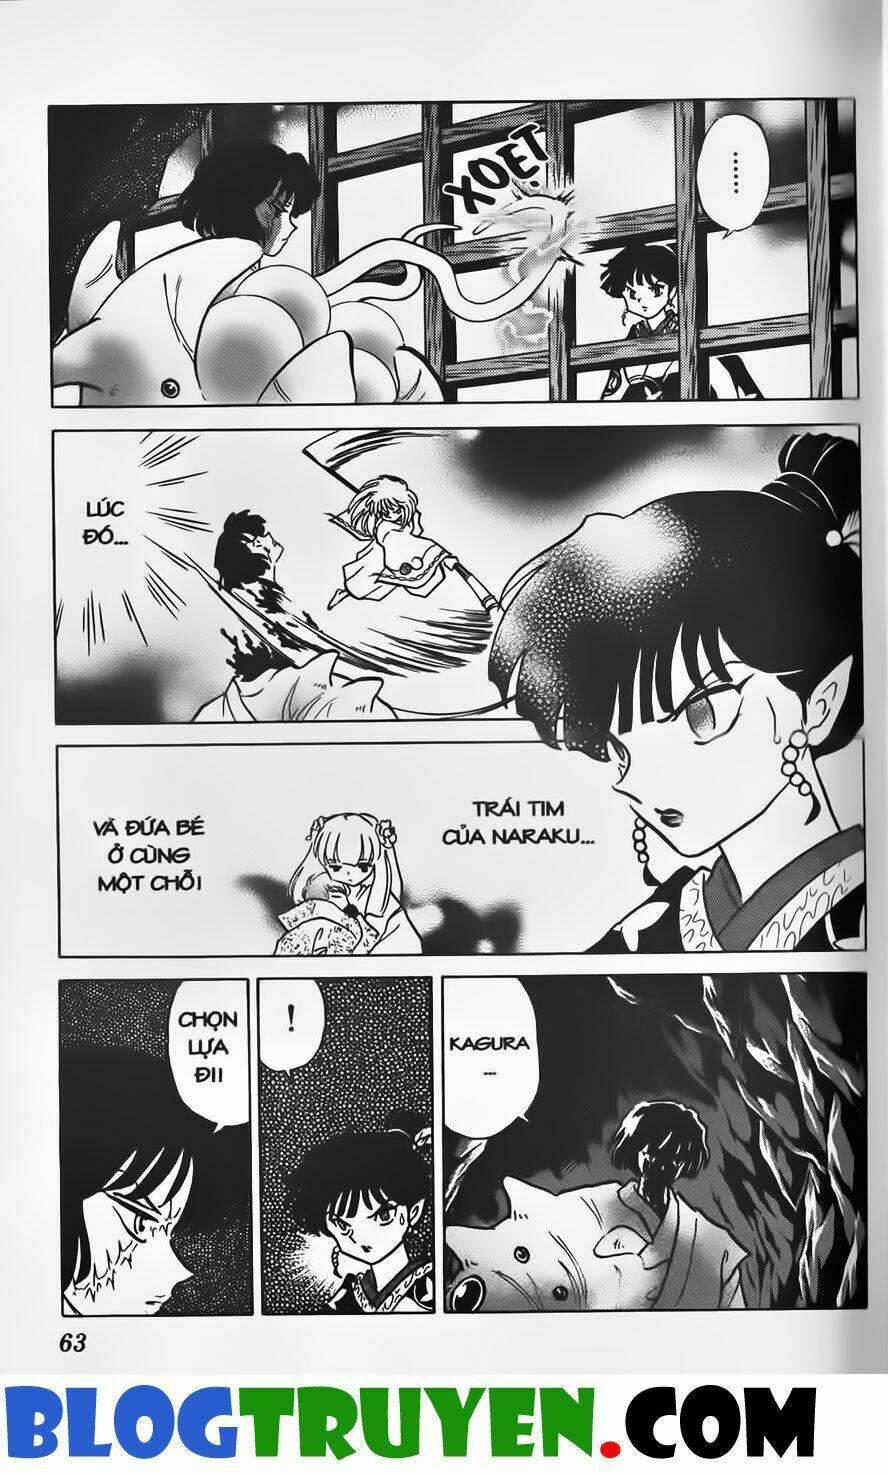 XOẸT
.......
LÚC
ĐÓ...
TRÁI TIM
CỦA NARAKU...
VÀ ĐỨA BÉ
Ở CÙNG
MỘT CHỖ!
KAGURA
...
!
CHỌN
LỰA
ĐI!
63
BLOGTRUYEN.COM